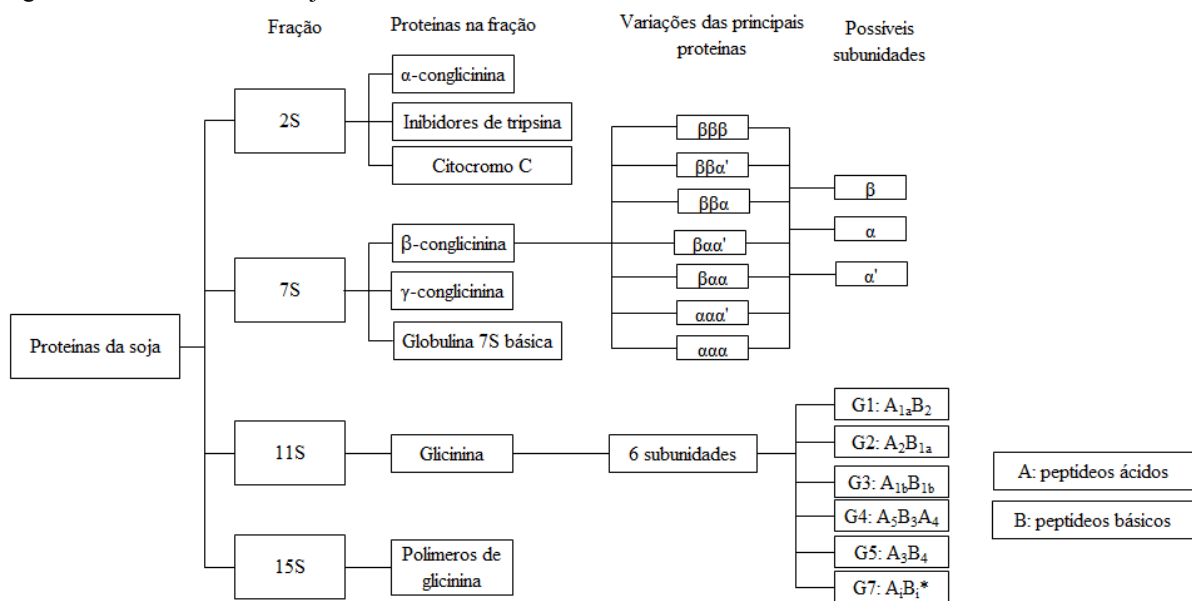 Fração
Proteínas na fração
Variações das principais
proteínas
Possíveis
subunidades
Proteínas da soja
2S
α-conglicinina
Inibidores de tripsina
Citocromo C
7S
β-conglicinina
γ-conglicinina
Globulina 7S básica
βββ
ββα'
ββα
βαα'
βαα
ααα'
ααα
β
α
α'
11S
Glicinina
6 subunidades
G1: A₁ₐB₂
G2: A₂B₁ₐ
G3: A1bB1b
G4: A₅B₃A₄
G5: A₃B₄
G7: AᵢBᵢ*
15S
Polímeros de
glicinina
A: peptídeos ácidos
B: peptídeos básicos